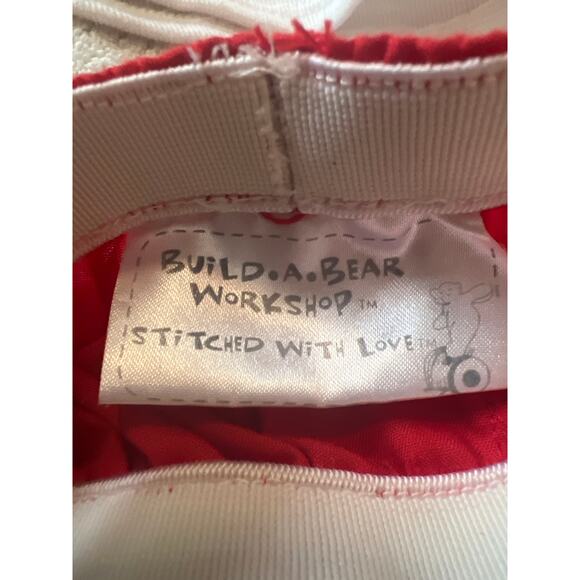 BUiLD.A.BEAR
WORKSHOP™
STiTCHED WiTH LOVE™